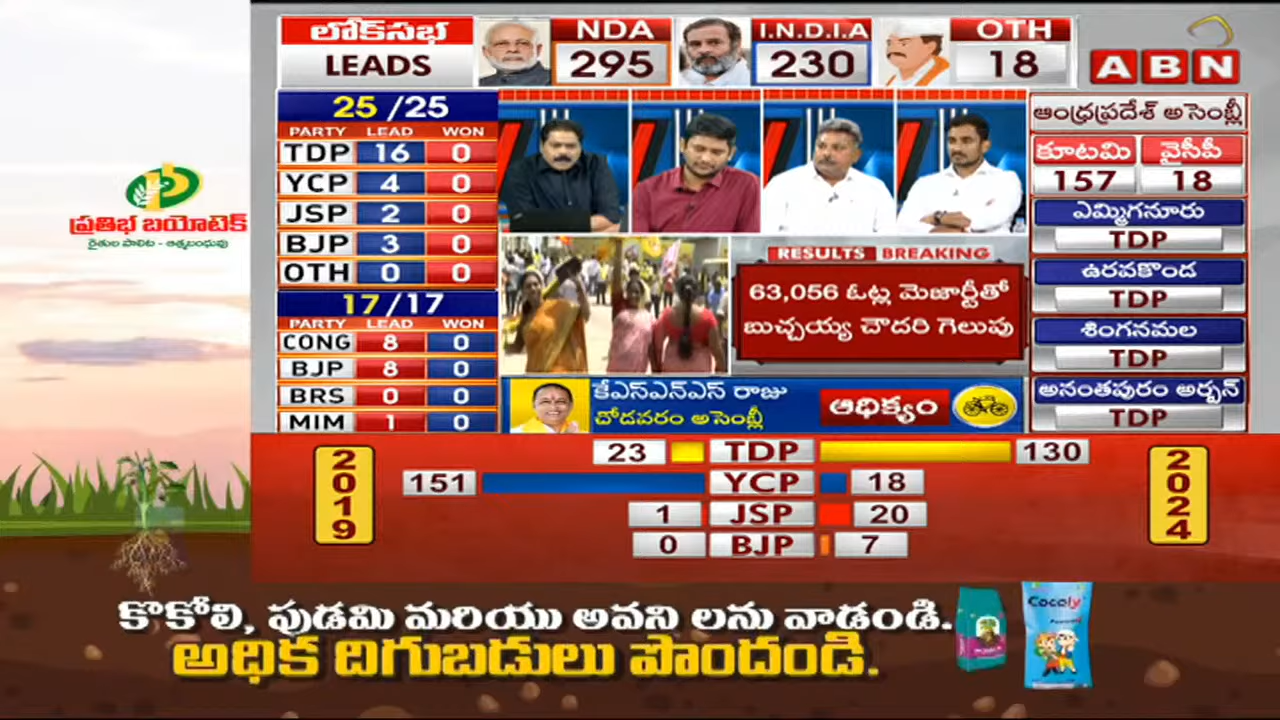 లోక్‌సభ
LEADS
NDA
295
I.N.D.I.A
230
OTH
18
ABN
25 /25
PARTY LEAD WON
TDP 16 0
YCP 4 0
JSP 2 0
BJP 3 0
OTH 0 0
17/17
PARTY LEAD WON
CONG 8 0
BJP 8 0
BRS 0 0
MIM 1 0
ఆంధ్రప్రదేశ్ అసెంబ్లీ
కూటమి వైసీపీ
157 18
ఎమ్మిగనూరు
TDP
ఉరవకొండ
TDP
శింగనమల
TDP
అనంతపురం అర్బన్
TDP
RESULTS BREAKING
63,056 ఓట్ల మెజార్టీతో
బుచ్చయ్య చౌదరి గెలుపు
కేఎస్ఎన్ఎస్ రాజు
చోడవరం అసెంబ్లీ
ఆధిక్యం
2019
2024
23 TDP 130
151 YCP 18
1 JSP 20
0 BJP 7
ప్రతిభ బయోటెక్
రైతుల పాలిట - ఆత్మబంధువు
కొకోలి, పుడమి మరియు అవని లను వాడండి.
అధిక దిగుబడులు పొందండి.
Cocoly